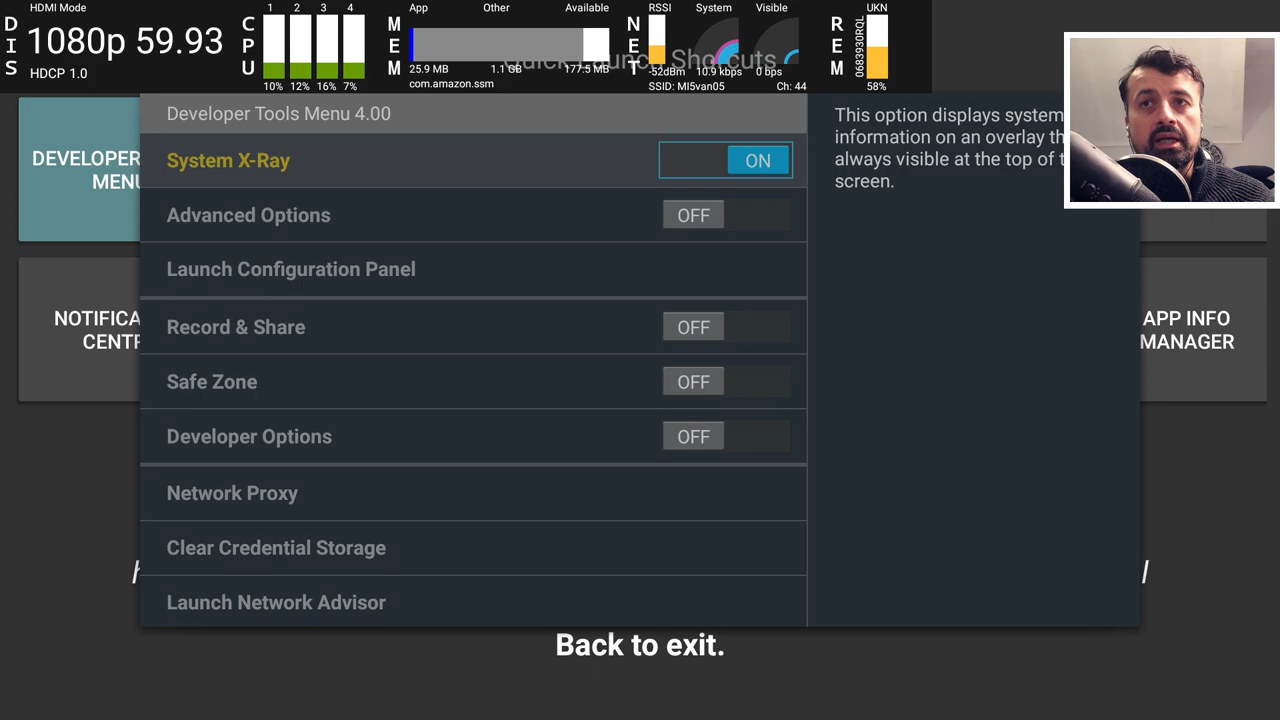 HDMI Mode
DIS
1080p 59.93
HDCP 1.0
CPU
1 2 3 4
10% 12% 16% 7%
MEM
App Other Available
25.9 MB 1.1 GB 177.5 MB
com.amazon.ssm
NET
RSSI System Visible
-52dBm 10.9 kbps 0 bps
SSID: MI5van05 Ch: 44
REM
UKN
0683930RQL
58%
DEVELOPER
MENU
Developer Tools Menu 4.00
System X-Ray ON
Advanced Options OFF
Launch Configuration Panel
Record & Share OFF
Safe Zone OFF
Developer Options OFF
Network Proxy
Clear Credential Storage
Launch Network Advisor
This option displays system
information on an overlay
always visible at the top of
screen.
NOTIFICA
CENT
APP INFO
MANAGER
Back to exit.